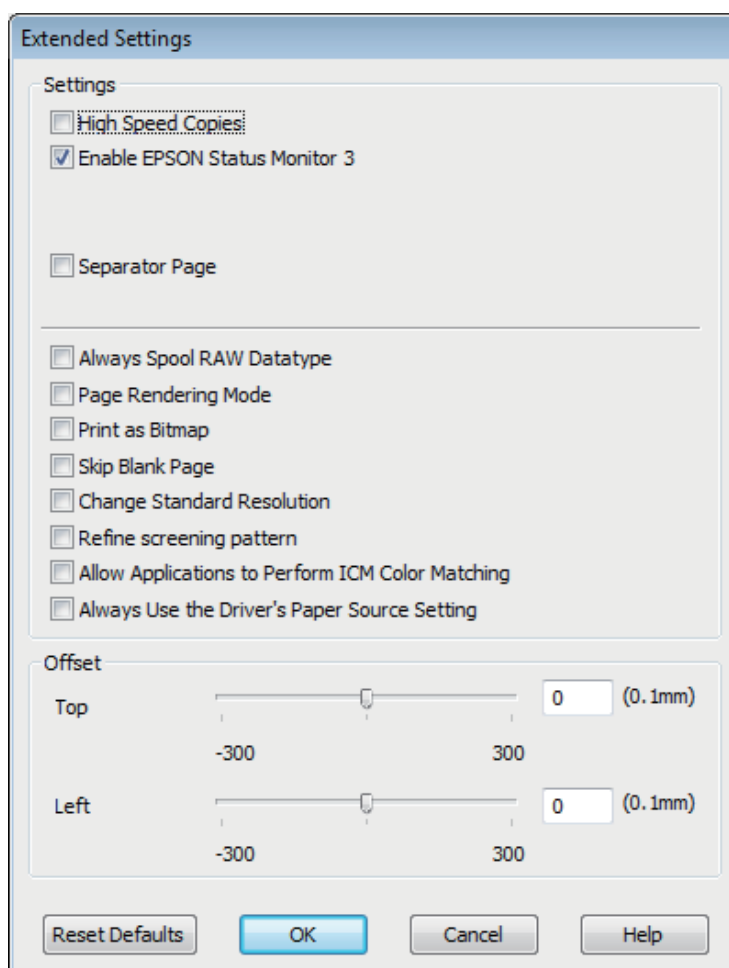 Extended Settings
Settings
High Speed Copies
Enable EPSON Status Monitor 3
Separator Page
Always Spool RAW Datatype
Page Rendering Mode
Print as Bitmap
Skip Blank Page
Change Standard Resolution
Refine screening pattern
Allow Applications to Perform ICM Color Matching
Always Use the Driver's Paper Source Setting
Offset
Top 0 (0.1mm)
-300 300
Left 0 (0.1mm)
-300 300
Reset Defaults OK Cancel Help